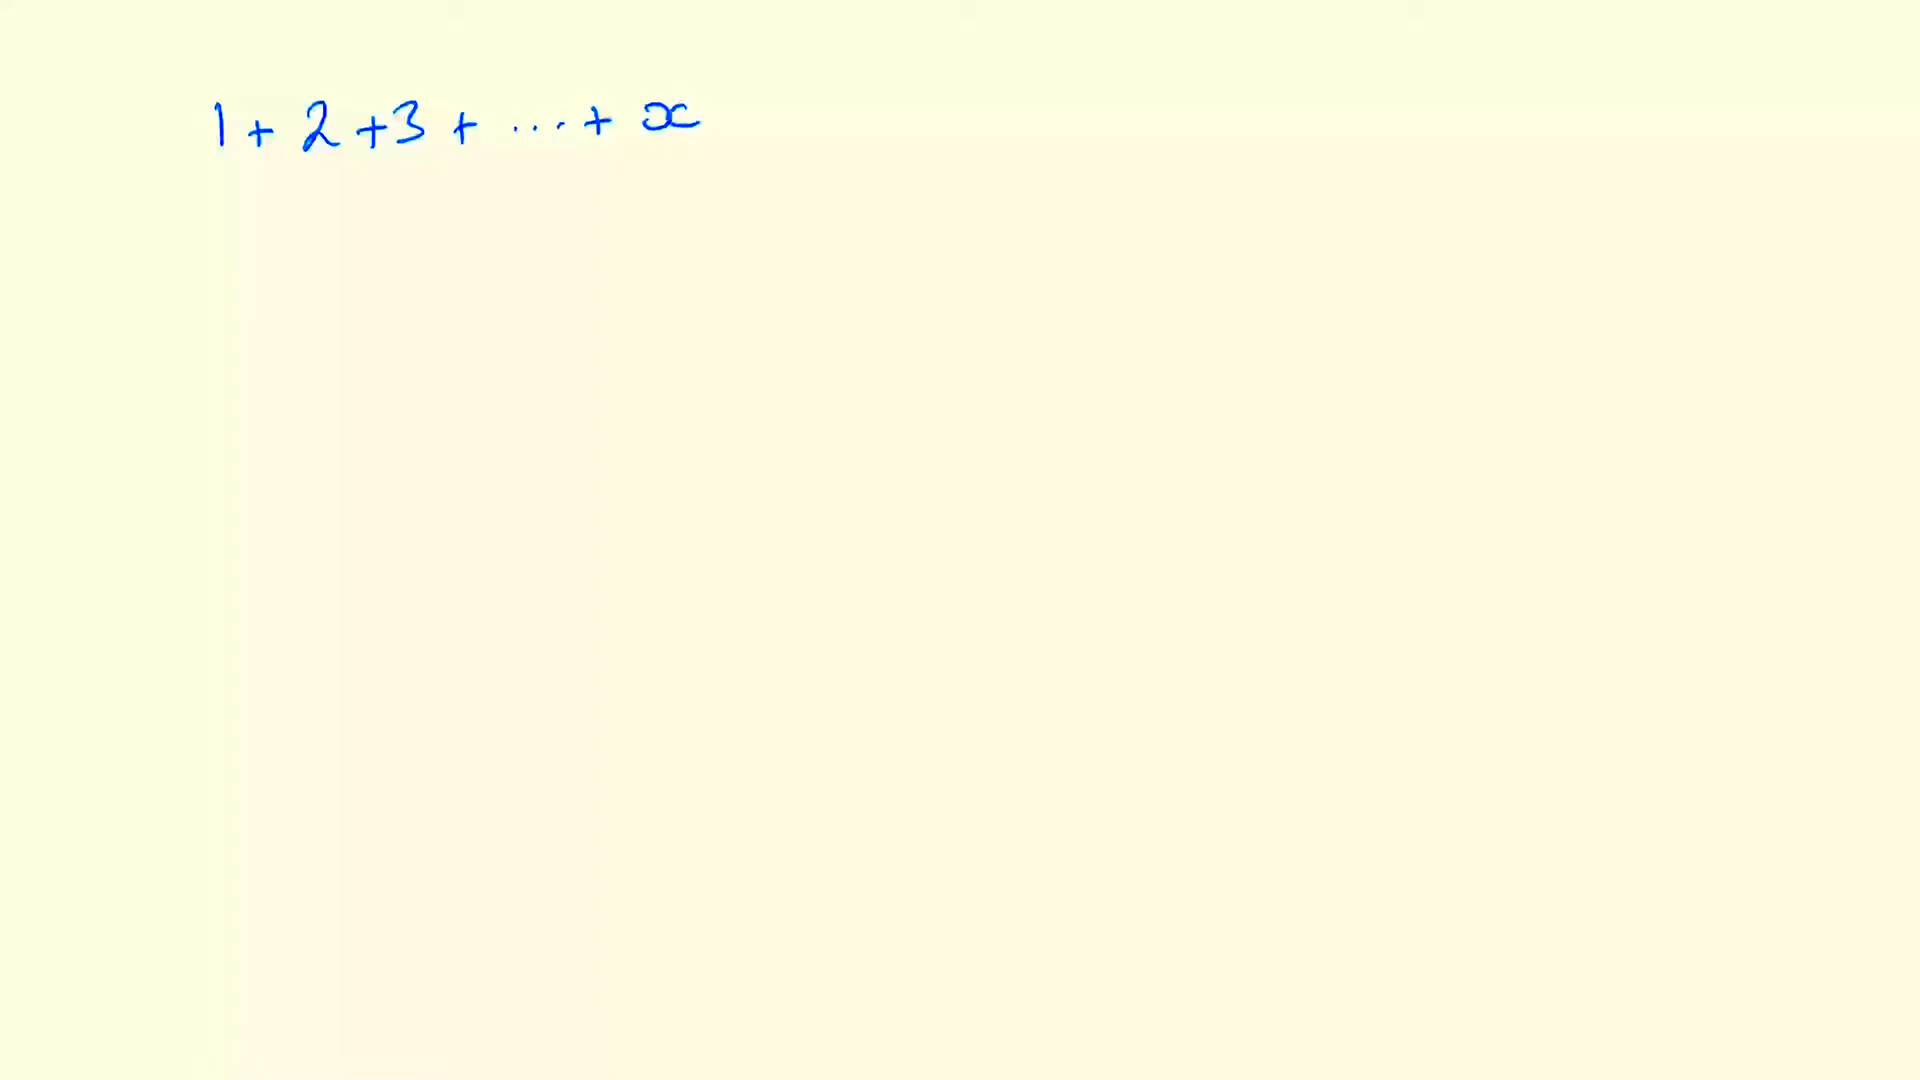 1 + 2 + 3 + ... + x